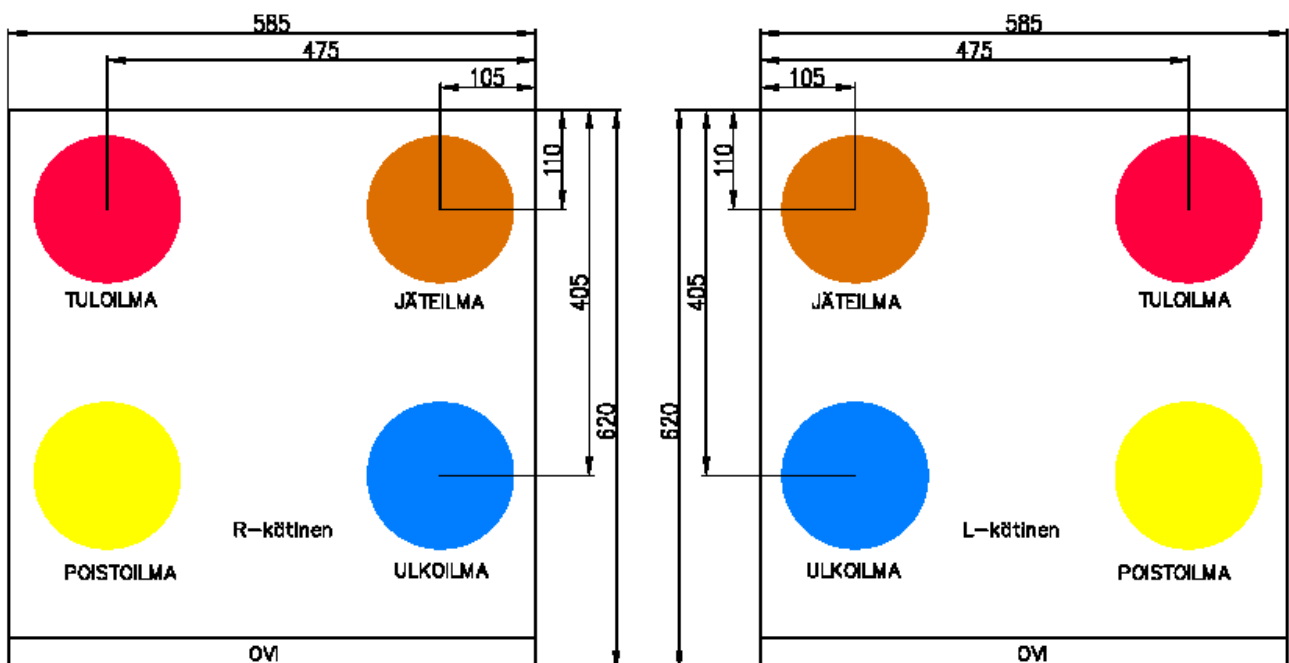 585
585
475
475
105
105
110
110
TULOILMA
JÄTEILMA
JÄTEILMA
TULOILMA
405
405
620
620
R-kätinen
L-kätinen
POISTOILMA
ULKOILMA
ULKOILMA
POISTOILMA
OVI
OVI